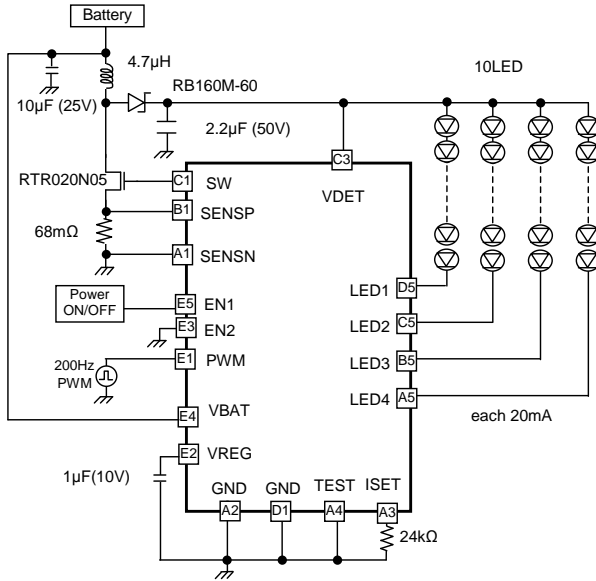 Battery
4.7μH
RB160M-60
10LED
10μF (25V)
2.2μF (50V)
RTR020N05
C3
VDET
C1 SW
B1 SENSP
68mΩ
A1 SENSN
Power
ON/OFF
E5 EN1
E3 EN2
LED1 D5
LED2 C5
E1 PWM
200Hz
PWM
LED3 B5
LED4 A5
each 20mA
E4 VBAT
E2 VREG
1μF(10V)
GND GND TEST ISET
A2 D1 A4 A3
24kΩ